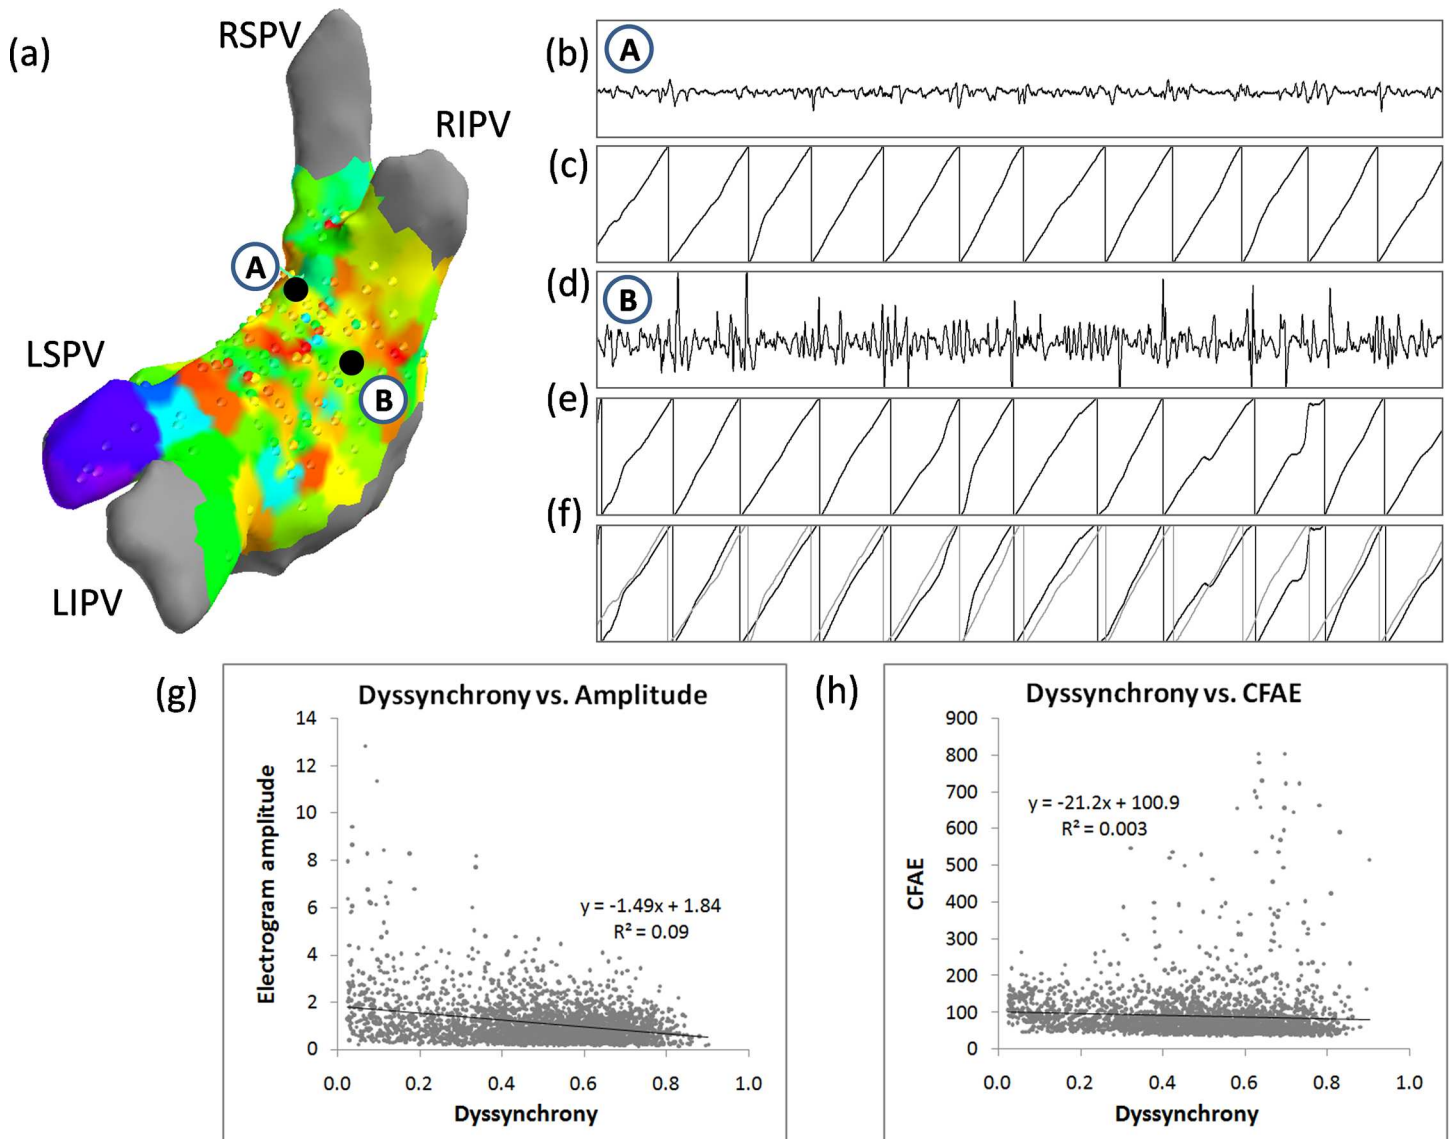 (a)
RSPV
RIPV
A
LSPV
B
LIPV
(b)
A
(c)
(d)
B
(e)
(f)
(g)
Dyssynchrony vs. Amplitude
Electrogram amplitude
14
12
10
8
6
4
2
0
y = -1.49x + 1.84
R² = 0.09
0.0 0.2 0.4 0.6 0.8 1.0
Dyssynchrony
(h)
Dyssynchrony vs. CFAE
CFAE
900
800
700
600
500
400
300
200
100
0
y = -21.2x + 100.9
R² = 0.003
0.0 0.2 0.4 0.6 0.8 1.0
Dyssynchrony